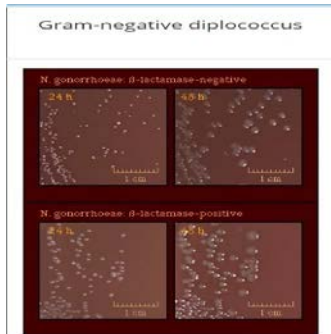 Gram-negative diplococcus
N. gonorrhoeae: β-lactamase-negative
24 h
48 h
1 cm
1 cm
N. gonorrhoeae: β-lactamase-positive
24 h
48 h
1 cm
1 cm